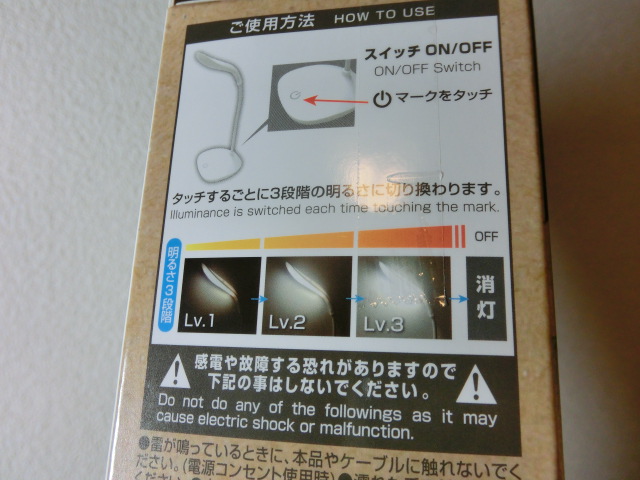 ご使用方法 HOW TO USE
スイッチ ON/OFF
ON/OFF Switch
マークをタッチ
タッチするごとに3段階の明るさに切り換わります。
Illuminance is switched each time touching the mark.
明るさ3段階
OFF
Lv.1
Lv.2
Lv.3
消灯
感電や故障する恐れがありますので
下記の事はしないでください。
Do not do any of the followings as it may
cause electric shock or malfunction.
●雷が鳴っているときに、本品やケーブルに触れないでく
ださい。(電源コンセント使用時)